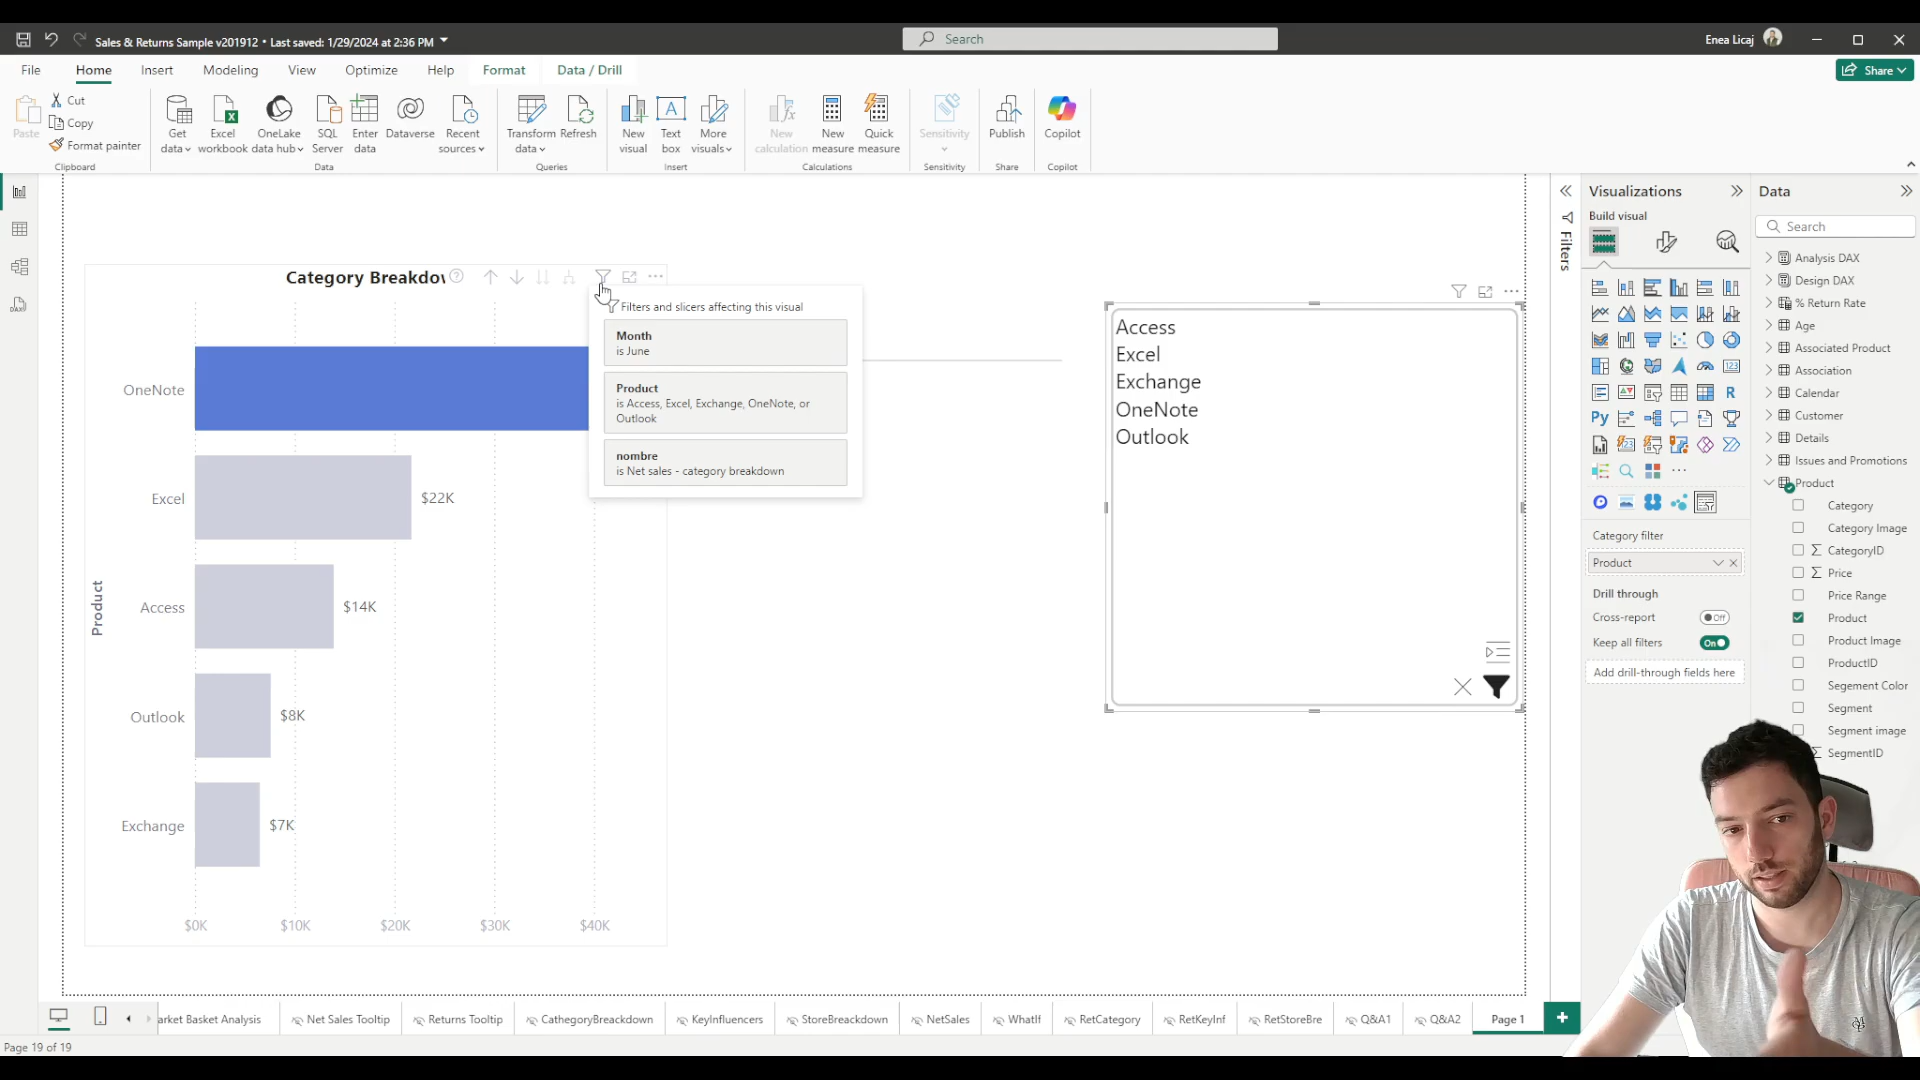 Sales & Returns Sample v201912 • Last saved: 1/29/2024 at 2:36 PM
Search
Enea Licaj
File
Home
Insert
Modeling
View
Optimize
Help
Format
Data / Drill
Share
Paste
Cut
Copy
Format painter
Clipboard
Get data
Excel workbook
OneLake data hub
SQL Server
Enter data
Dataverse
Recent sources
Data
Transform data
Refresh
Queries
New visual
Text box
More visuals
Insert
New calculation
New measure
Quick measure
Calculations
Sensitivity
Sensitivity
Publish
Share
Copilot
Copilot
Category Breakdov
Filters and slicers affecting this visual
Month
is June
Product
is Access, Excel, Exchange, OneNote, or
Outlook
nombre
is Net sales - category breakdown
Product
OneNote
Excel
$22K
Access
$14K
Outlook
$8K
Exchange
$7K
$0K
$10K
$20K
$30K
$40K
Access
Excel
Exchange
OneNote
Outlook
Filters
Visualizations
Build visual
R
Py
123
Category filter
Product
Drill through
Cross-report
Off
Keep all filters
On
Add drill-through fields here
Data
Search
Analysis DAX
Design DAX
% Return Rate
Age
Associated Product
Association
Calendar
Customer
Details
Issues and Promotions
Product
Category
Category Image
CategoryID
Price
Price Range
Product
Product Image
ProductID
Segement Color
Segment
Segment image
SegmentID
arket Basket Analysis
Net Sales Tooltip
Returns Tooltip
CathegoryBreackdown
KeyInfluencers
StoreBreackdown
NetSales
WhatIf
RetCategory
RetKeyInf
RetStoreBre
Q&A1
Q&A2
Page 1
Page 19 of 19